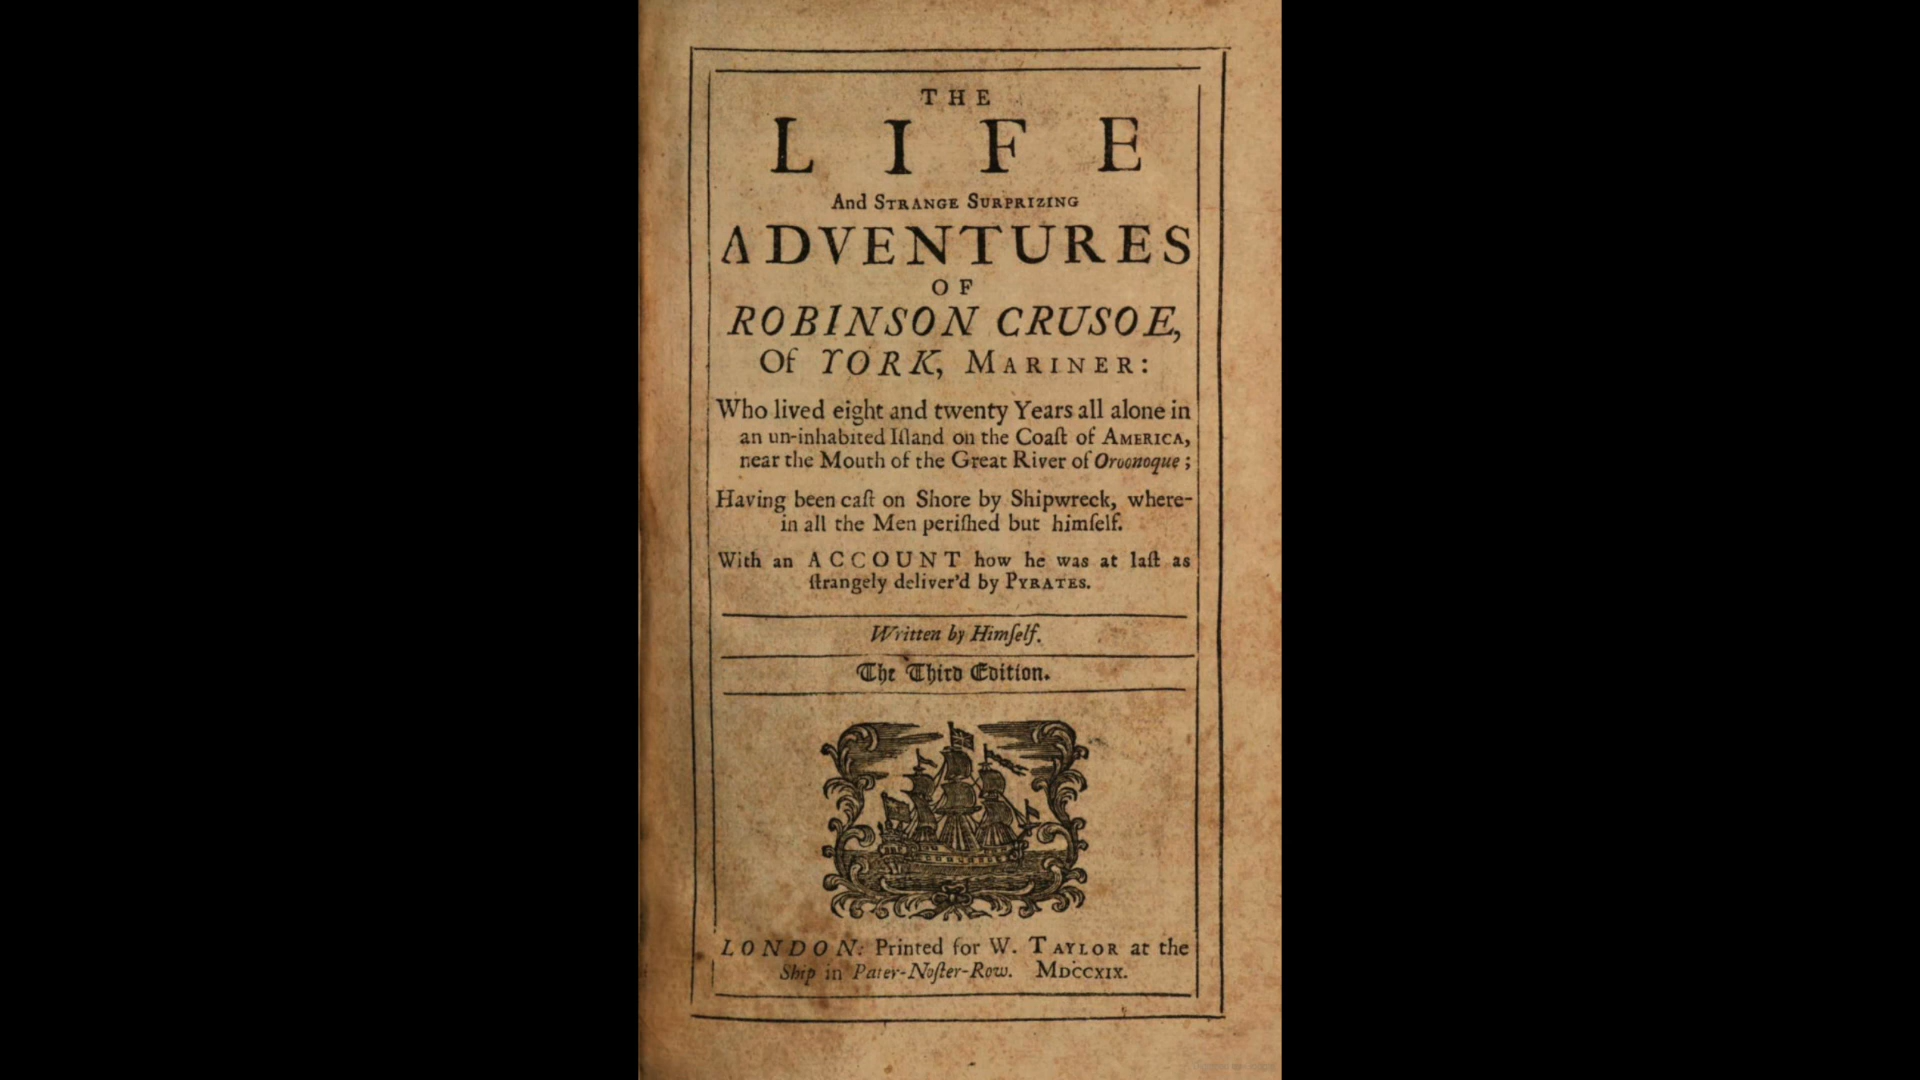 THE
LIFE
And STRANGE SURPRIZING
ADVENTURES
OF
ROBINSON CRUSOE,
Of YORK, MARINER:
Who lived eight and twenty Years all alone in
an un-inhabited Iſland on the Coaſt of AMERICA,
near the Mouth of the Great River of Oroonoque;
Having been caſt on Shore by Shipwreck, where-
in all the Men periſhed but himſelf.
With an ACCOUNT how he was at laſt as
ſtrangely deliver'd by PYRATES.
Written by Himſelf.
The Third Edition.
LONDON: Printed for W. TAYLOR at the
Ship in Pater-Noſter-Row. MDCCXIX.